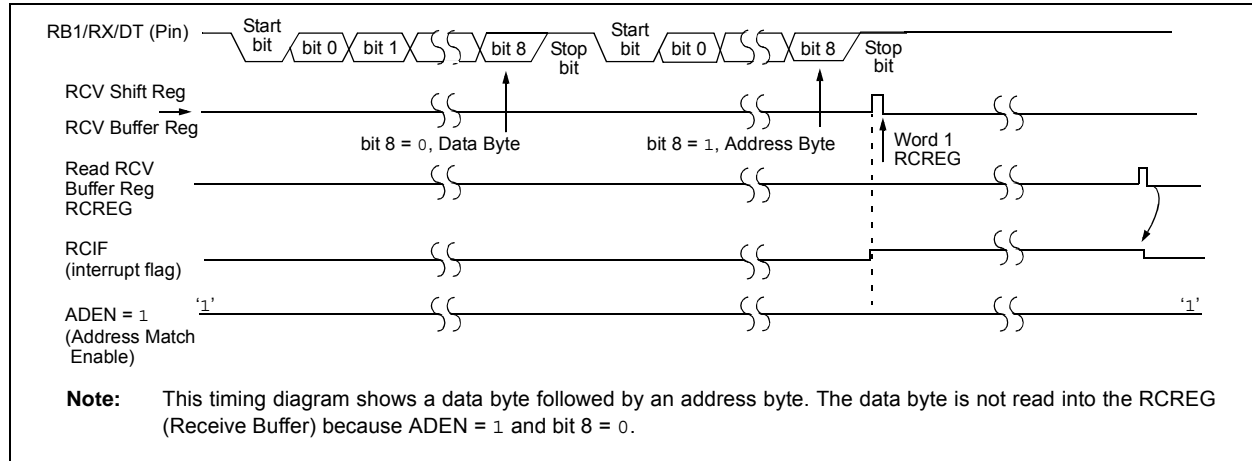 RB1/RX/DT (Pin)
Start bit
bit 0
bit 1
bit 8
Stop bit
Start bit
bit 0
bit 8
Stop bit
RCV Shift Reg
RCV Buffer Reg
bit 8 = 0, Data Byte
bit 8 = 1, Address Byte
Word 1
RCREG
Read RCV
Buffer Reg
RCREG
RCIF
(interrupt flag)
ADEN = 1
(Address Match
Enable)
‘1’
‘1’
Note: This timing diagram shows a data byte followed by an address byte. The data byte is not read into the RCREG
(Receive Buffer) because ADEN = 1 and bit 8 = 0.